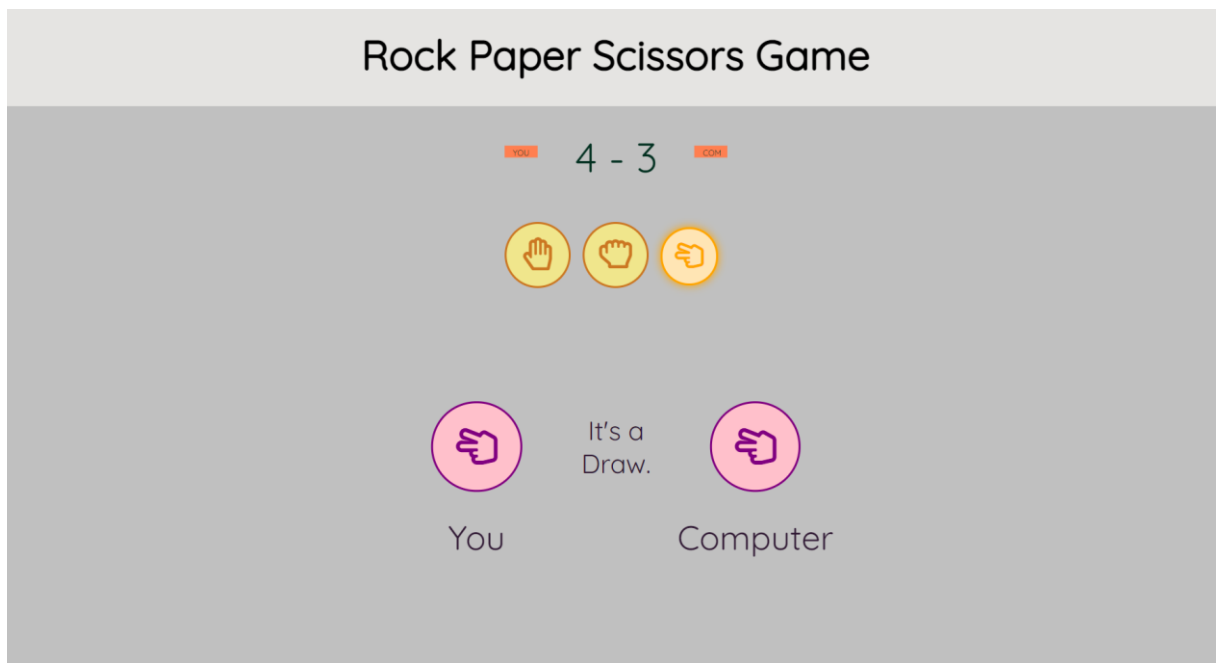 Rock Paper Scissors Game
YOU 4 - 3 COM
It's a
Draw.
You
Computer